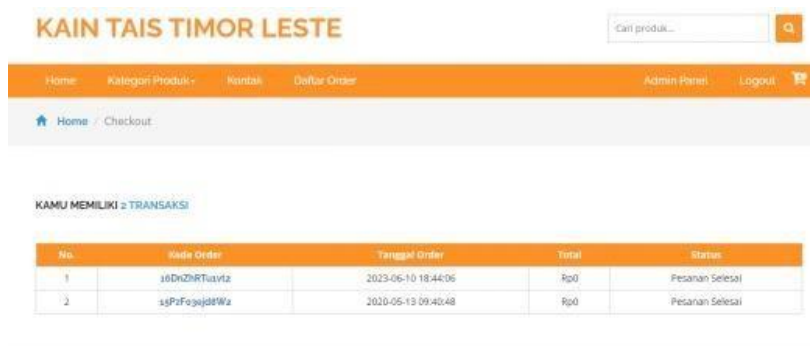 KAIN TAIS TIMOR LESTE
Cari produk...
Home Kategori Produk Kontak Daftar Order Admin Panel Logout
Home / Checkout
KAMU MEMILIKI 2 TRANSAKSI
No. Kode Order Tanggal Order Total Status
1 2023-06-10 18:44:06 Rp0 Pesanan Selesai
2 2020-05-13 09:40:48 Rp0 Pesanan Selesai